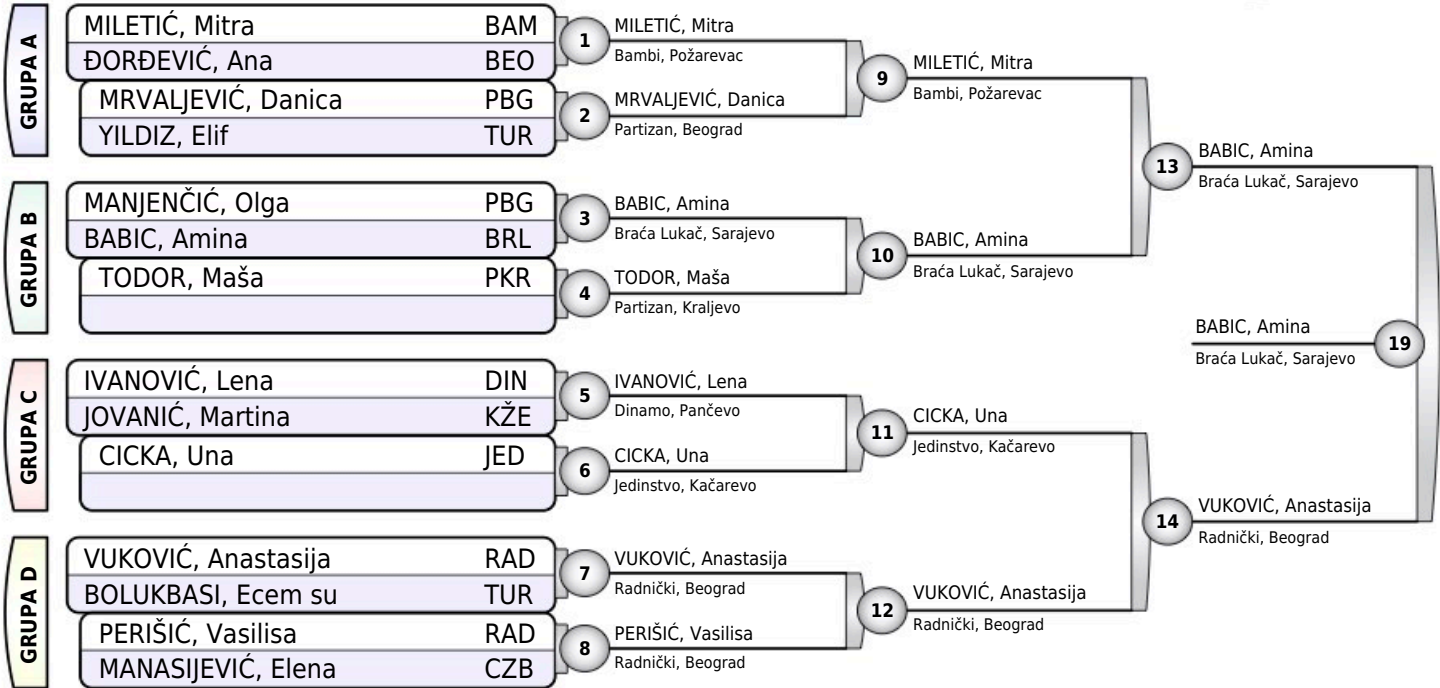 GRUPA A
MILETIĆ, Mitra BAM
ĐORĐEVIĆ, Ana BEO
MRVALJEVIĆ, Danica PBG
YILDIZ, Elif TUR
1
MILETIĆ, Mitra
Bambi, Požarevac
2
MRVALJEVIĆ, Danica
Partizan, Beograd
9
MILETIĆ, Mitra
Bambi, Požarevac
GRUPA B
MANJENČIĆ, Olga PBG
BABIC, Amina BRL
TODOR, Maša PKR
3
BABIC, Amina
Braća Lukač, Sarajevo
4
TODOR, Maša
Partizan, Kraljevo
10
BABIC, Amina
Braća Lukač, Sarajevo
13
BABIC, Amina
Braća Lukač, Sarajevo
GRUPA C
IVANOVIĆ, Lena DIN
JOVANIĆ, Martina KŽE
CICKA, Una JED
5
IVANOVIĆ, Lena
Dinamo, Pančevo
6
CICKA, Una
Jedinstvo, Kačarevo
11
CICKA, Una
Jedinstvo, Kačarevo
GRUPA D
VUKOVIĆ, Anastasija RAD
BOLUKBASI, Ecem su TUR
PERIŠIĆ, Vasilisa RAD
MANASIJEVIĆ, Elena CZB
7
VUKOVIĆ, Anastasija
Radnički, Beograd
8
PERIŠIĆ, Vasilisa
Radnički, Beograd
12
VUKOVIĆ, Anastasija
Radnički, Beograd
14
VUKOVIĆ, Anastasija
Radnički, Beograd
BABIC, Amina
Braća Lukač, Sarajevo
19